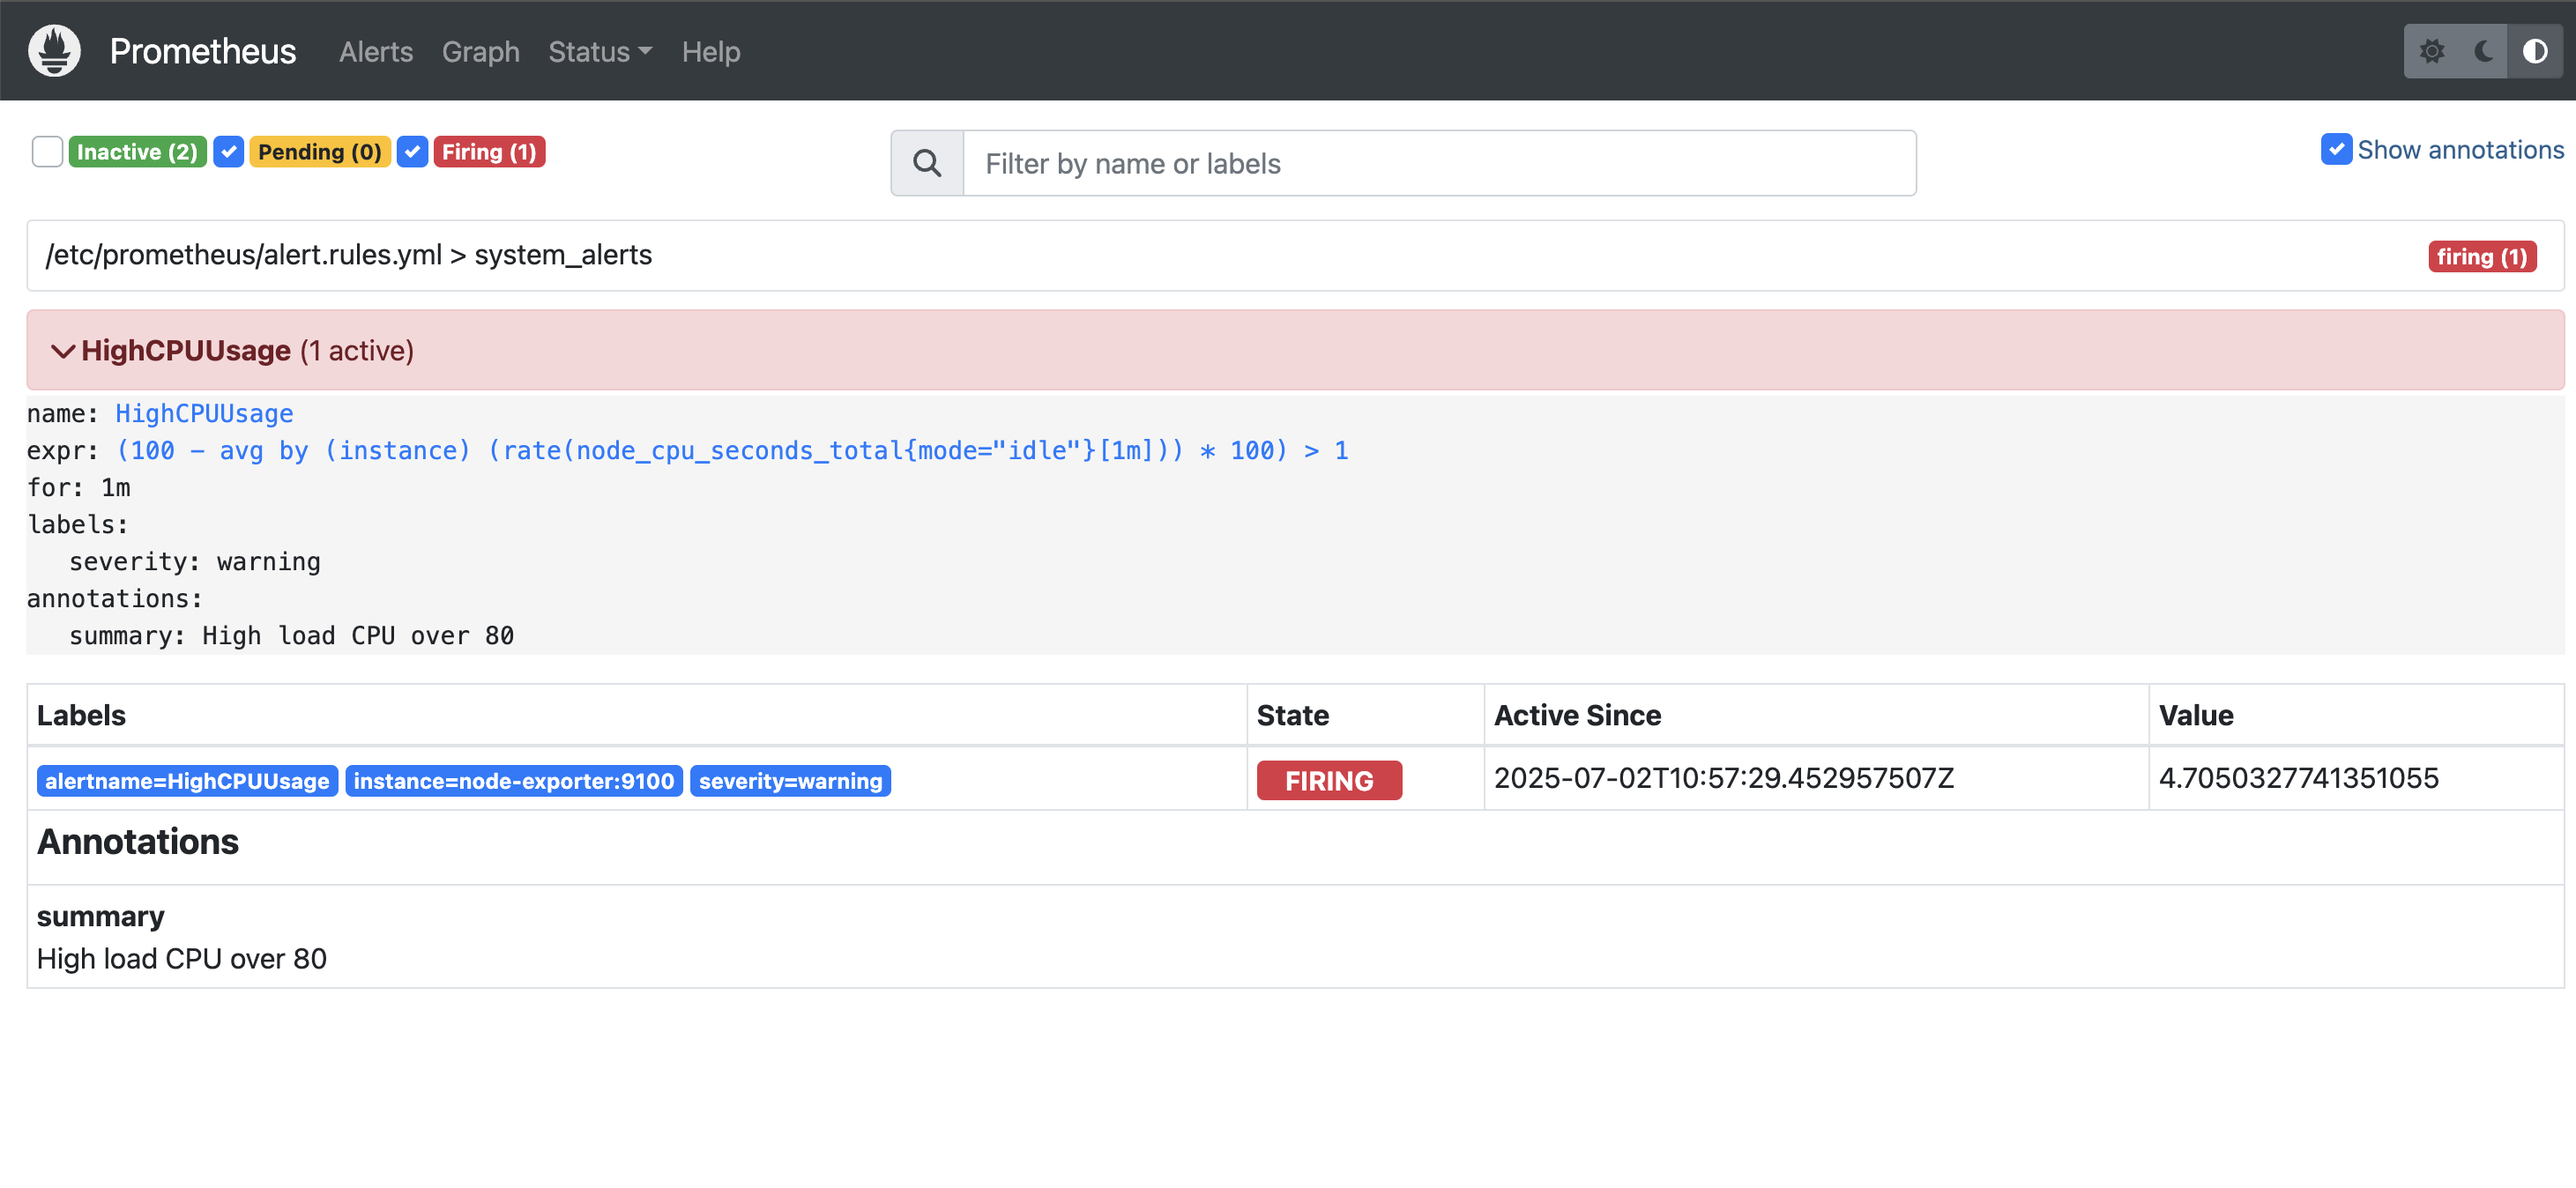 Prometheus Alerts Graph Status Help
Inactive (2) Pending (0) Firing (1)
Filter by name or labels
Show annotations
/etc/prometheus/alert.rules.yml > system_alerts
firing (1)
HighCPUUsage (1 active)
name: HighCPUUsage
expr: (100 - avg by (instance) (rate(node_cpu_seconds_total{mode="idle"}[1m])) * 100) > 1
for: 1m
labels:
severity: warning
annotations:
summary: High load CPU over 80
Labels State Active Since Value
alertname=HighCPUUsage instance=node-exporter:9100 severity=warning FIRING 2025-07-02T10:57:29.452957507Z 4.7050327741351055
Annotations
summary
High load CPU over 80